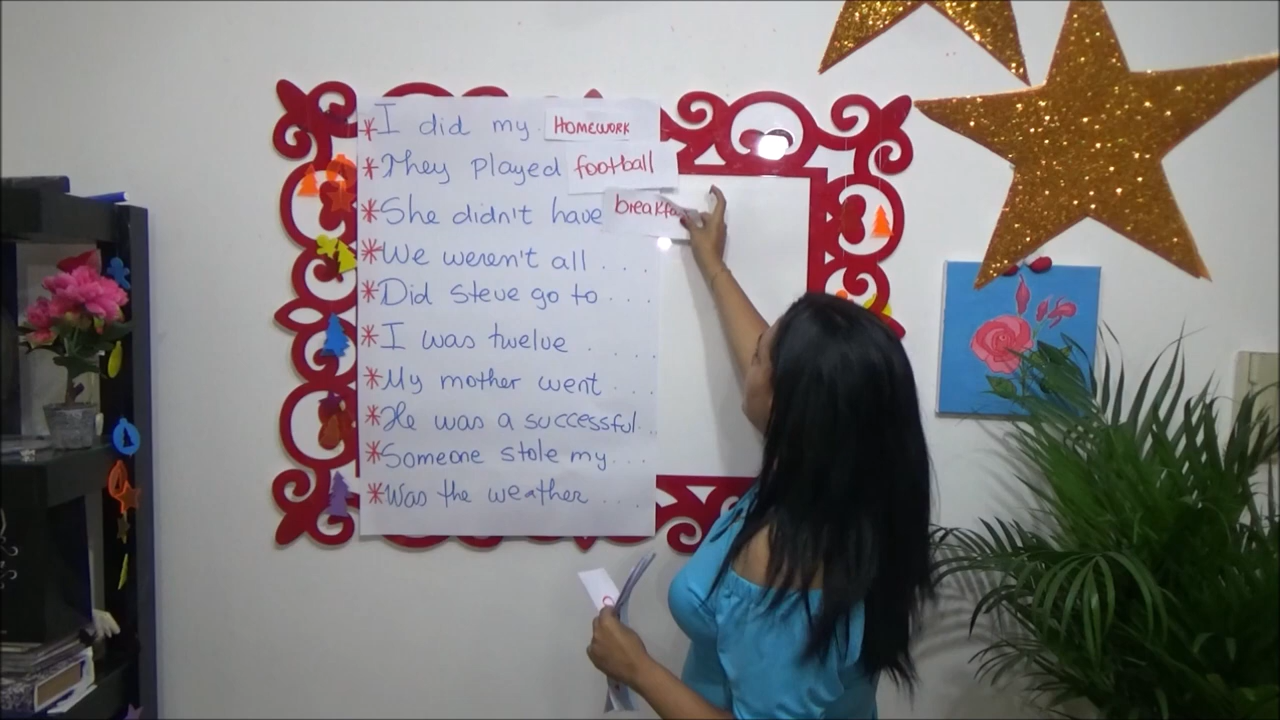 *I did my HOMEWORK
*They played football
*She didn't have breakfa
*We weren't all ...
*Did Steve go to ...
*I was twelve ....
*My mother went ...
*He was a successful ..
*Someone stole my ...
*Was the weather ...